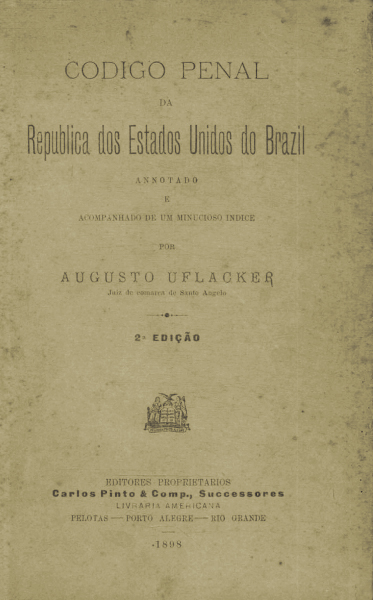 CODIGO PENAL
DA
Republica dos Estados Unidos do Brazil
ANNOTADO
E
ACOMPANHADO DE UM MINUCIOSO INDICE
POR
AUGUSTO UFLACKER
Juiz de comarca de Santo Angelo
2ª EDIÇÃO
EDITORES PROPRIETARIOS
Carlos Pinto & Comp., Successores
LIVRARIA AMERICANA
PELOTAS — PORTO ALEGRE — RIO GRANDE
1898